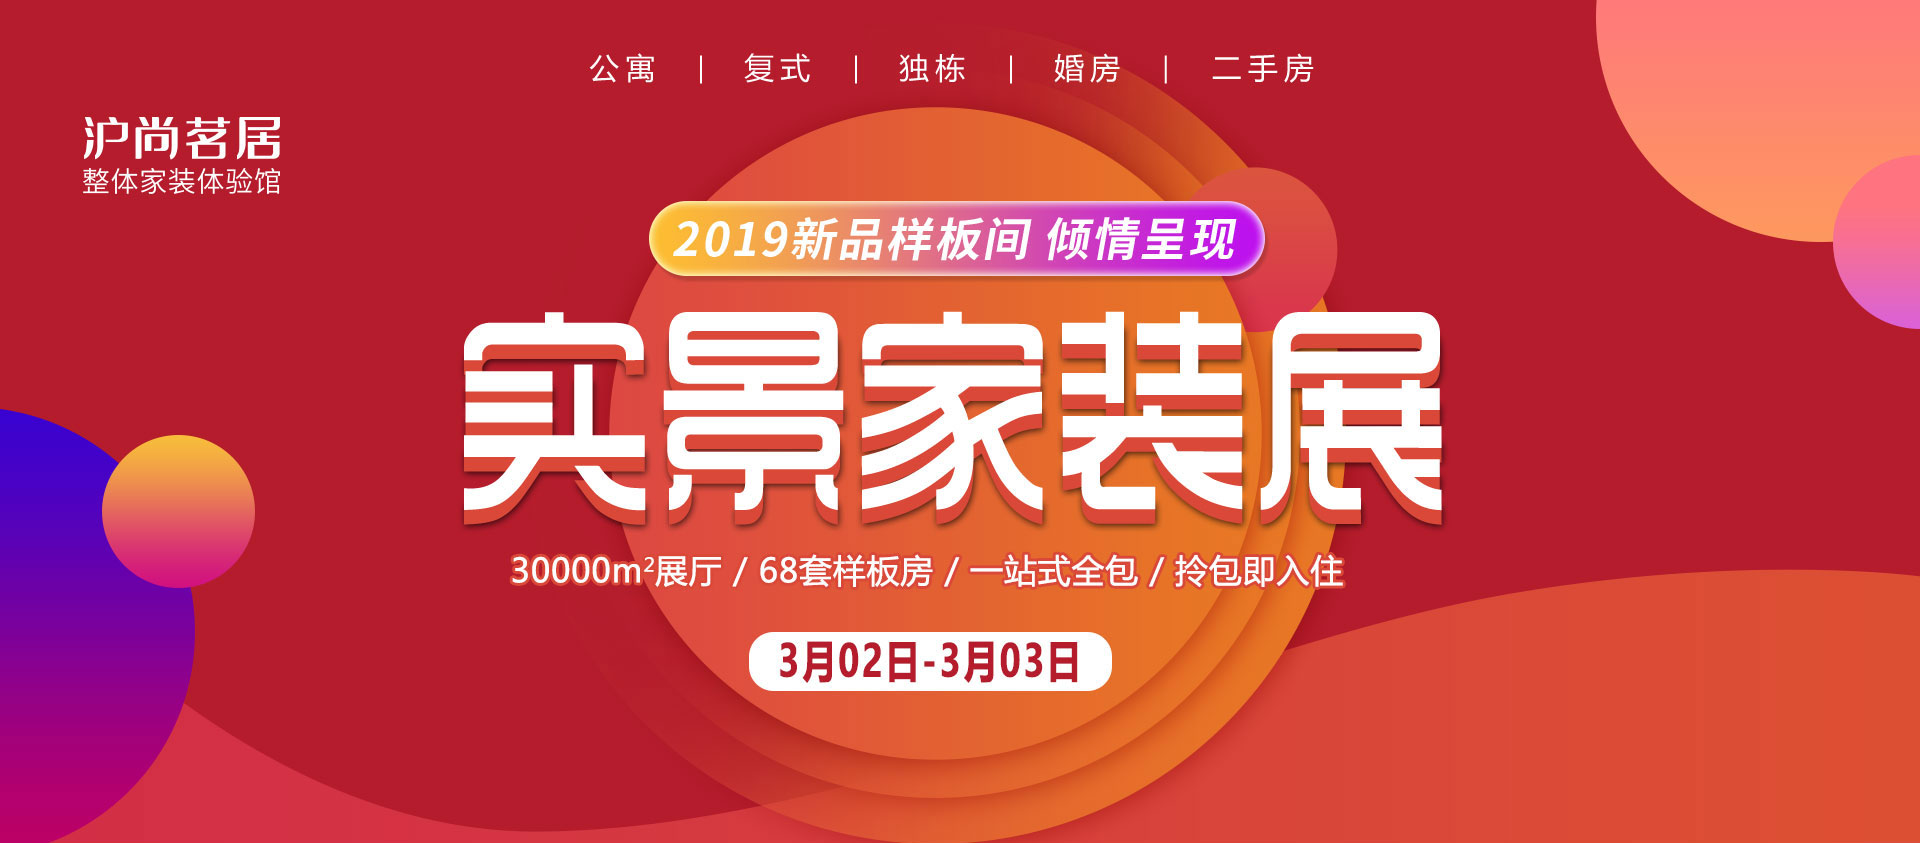 公寓 | 复式 | 独栋 | 婚房 | 二手房
沪尚茗居
整体家装体验馆
2019新品样板间 倾情呈现
实景家装展
30000m²展厅 / 68套样板房 / 一站式全包 / 拎包即入住
3月02日-3月03日